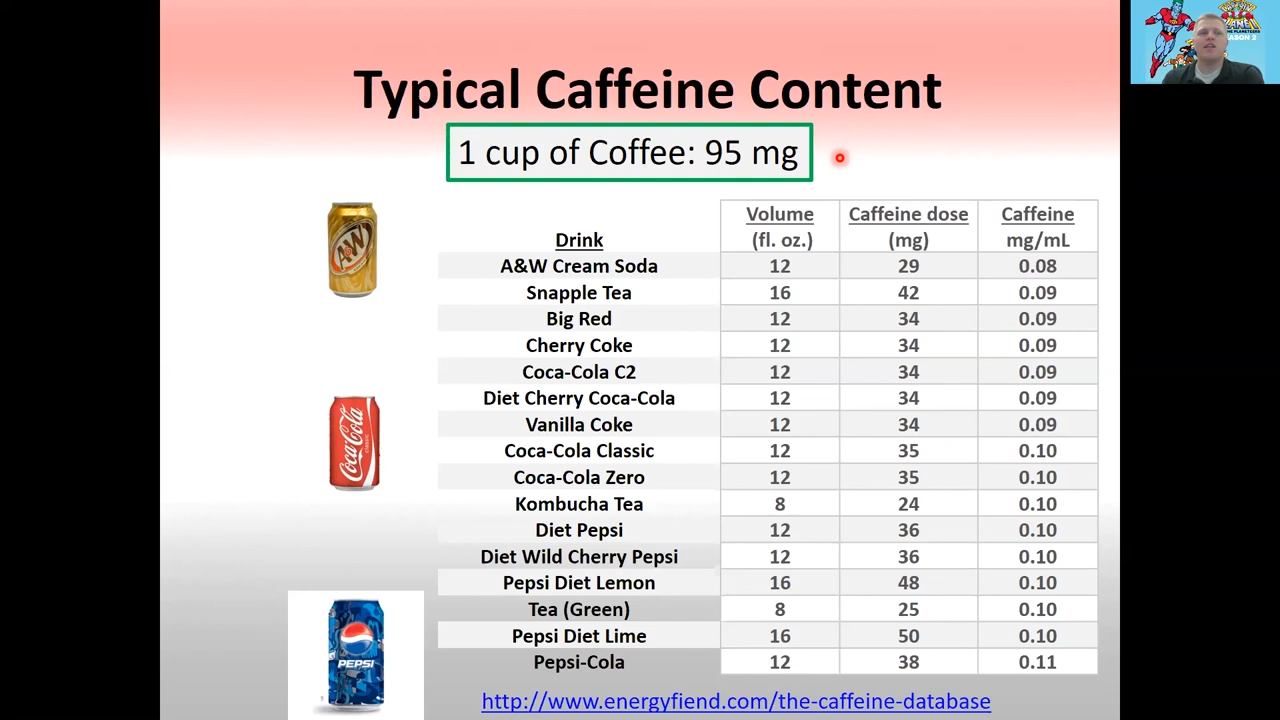 Typical Caffeine Content
1 cup of Coffee: 95 mg
Drink Volume (fl. oz.) Caffeine dose (mg) Caffeine mg/mL
A&W Cream Soda 12 29 0.08
Snapple Tea 16 42 0.09
Big Red 12 34 0.09
Cherry Coke 12 34 0.09
Coca-Cola C2 12 34 0.09
Diet Cherry Coca-Cola 12 34 0.09
Vanilla Coke 12 34 0.09
Coca-Cola Classic 12 35 0.10
Coca-Cola Zero 12 35 0.10
Kombucha Tea 8 24 0.10
Diet Pepsi 12 36 0.10
Diet Wild Cherry Pepsi 12 36 0.10
Pepsi Diet Lemon 16 48 0.10
Tea (Green) 8 25 0.10
Pepsi Diet Lime 16 50 0.10
Pepsi-Cola 12 38 0.11
http://www.energyfiend.com/the-caffeine-database
A&W
Coca-Cola
PEPSI